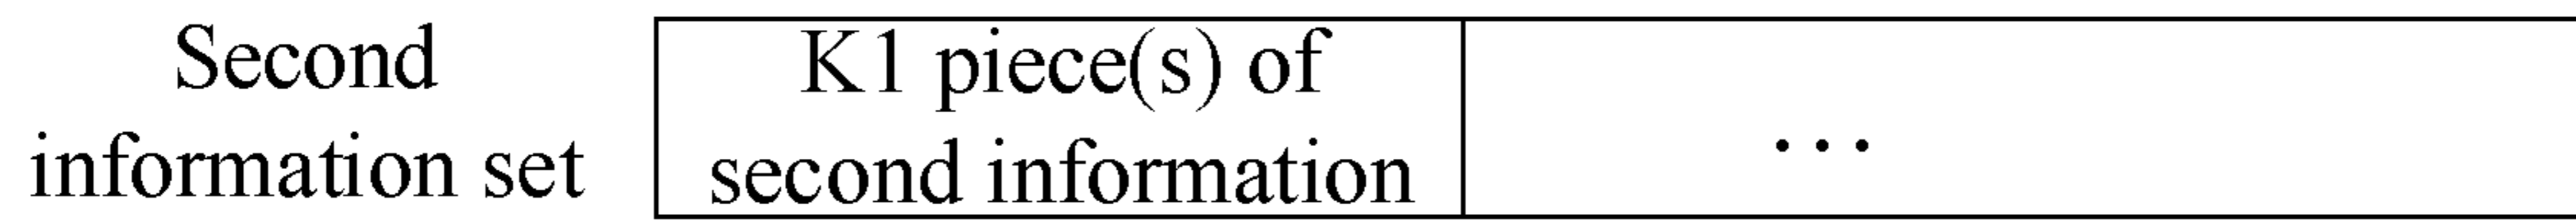 Second
information set
K1 piece(s) of
second information
...